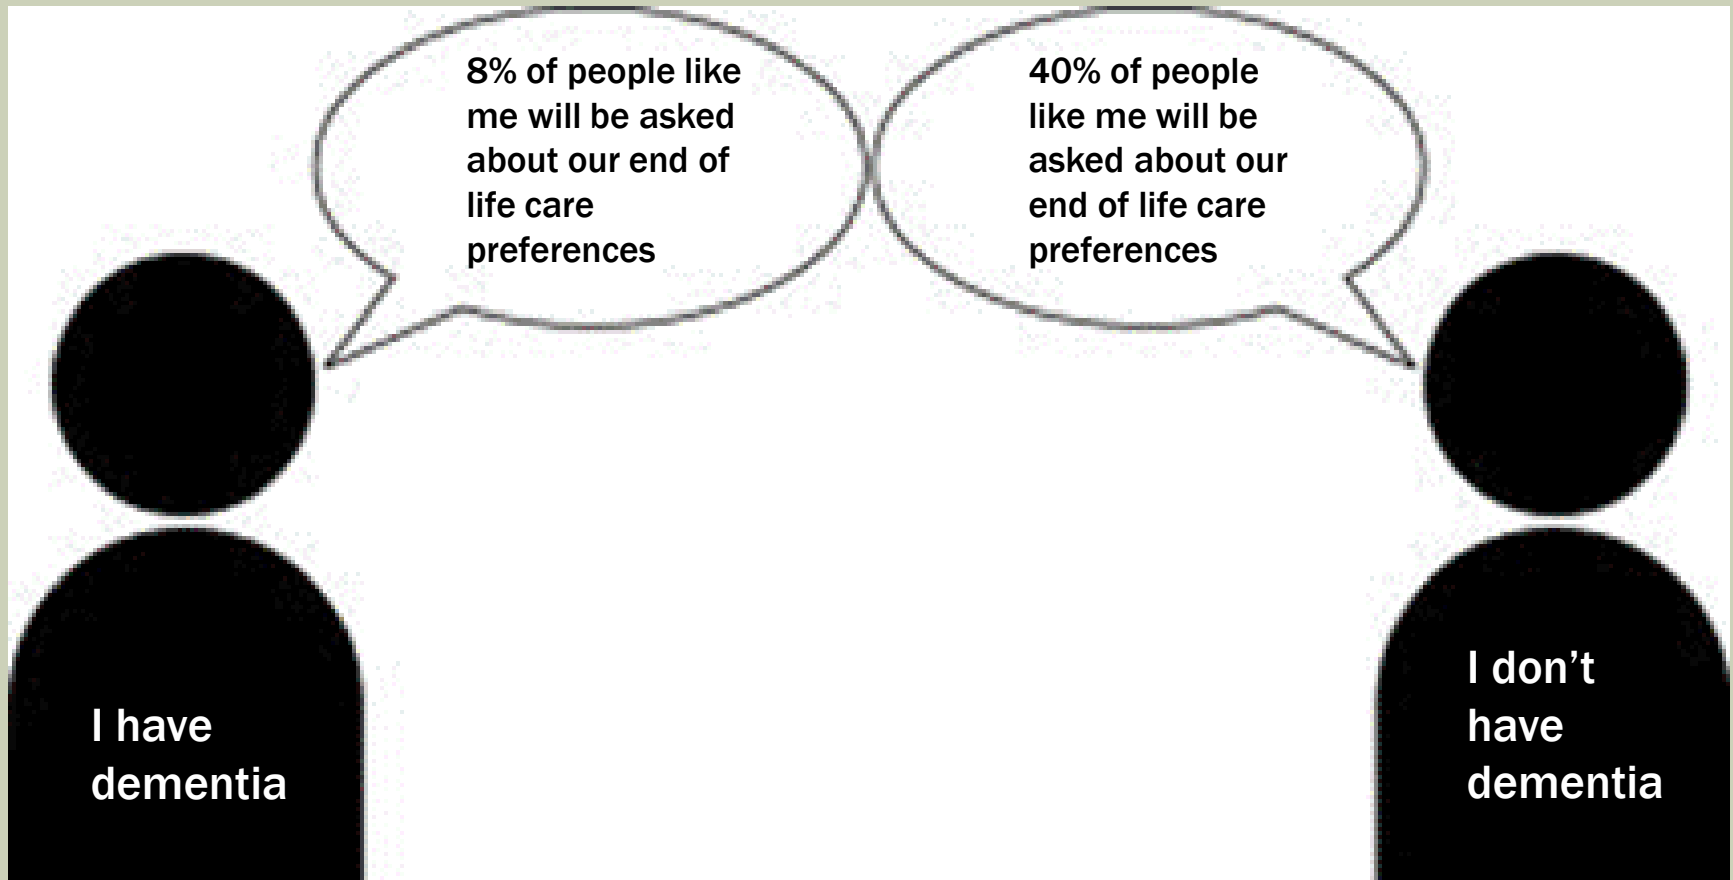 8% of people like
me will be asked
about our end of
life care
preferences
40% of people
like me will be
asked about our
end of life care
preferences
I have
dementia
I don’t
have
dementia